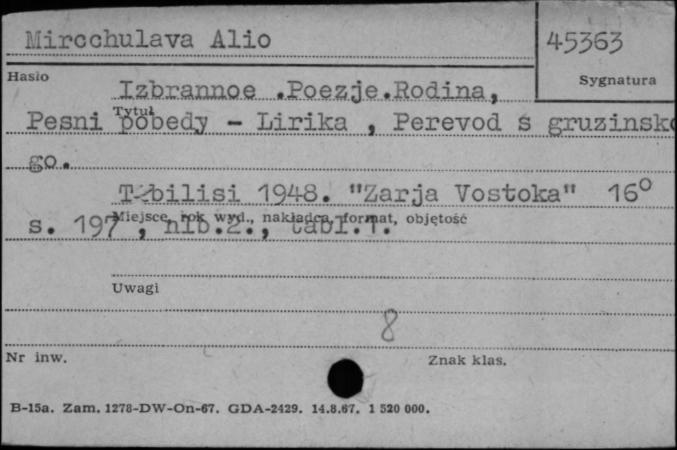 Mircchulava Alio
45363
Hasło
Sygnatura
Izbrannoe .Poezje.Rodina,
Tytuł
Pesni pobedy - Lirika , Perevod s gruzinsko
go.
Tbilisi 1948. "Zarja Vostoka" 16°
Miejsce, rok wyd., nakładca, format, objętość
s. 197 , nlb.2., tabl.1.
Uwagi
8
Nr inw.
Znak klas.
B-15a. Zam. 1278-DW-On-67. GDA-2429. 14.8.67. 1 520 000.